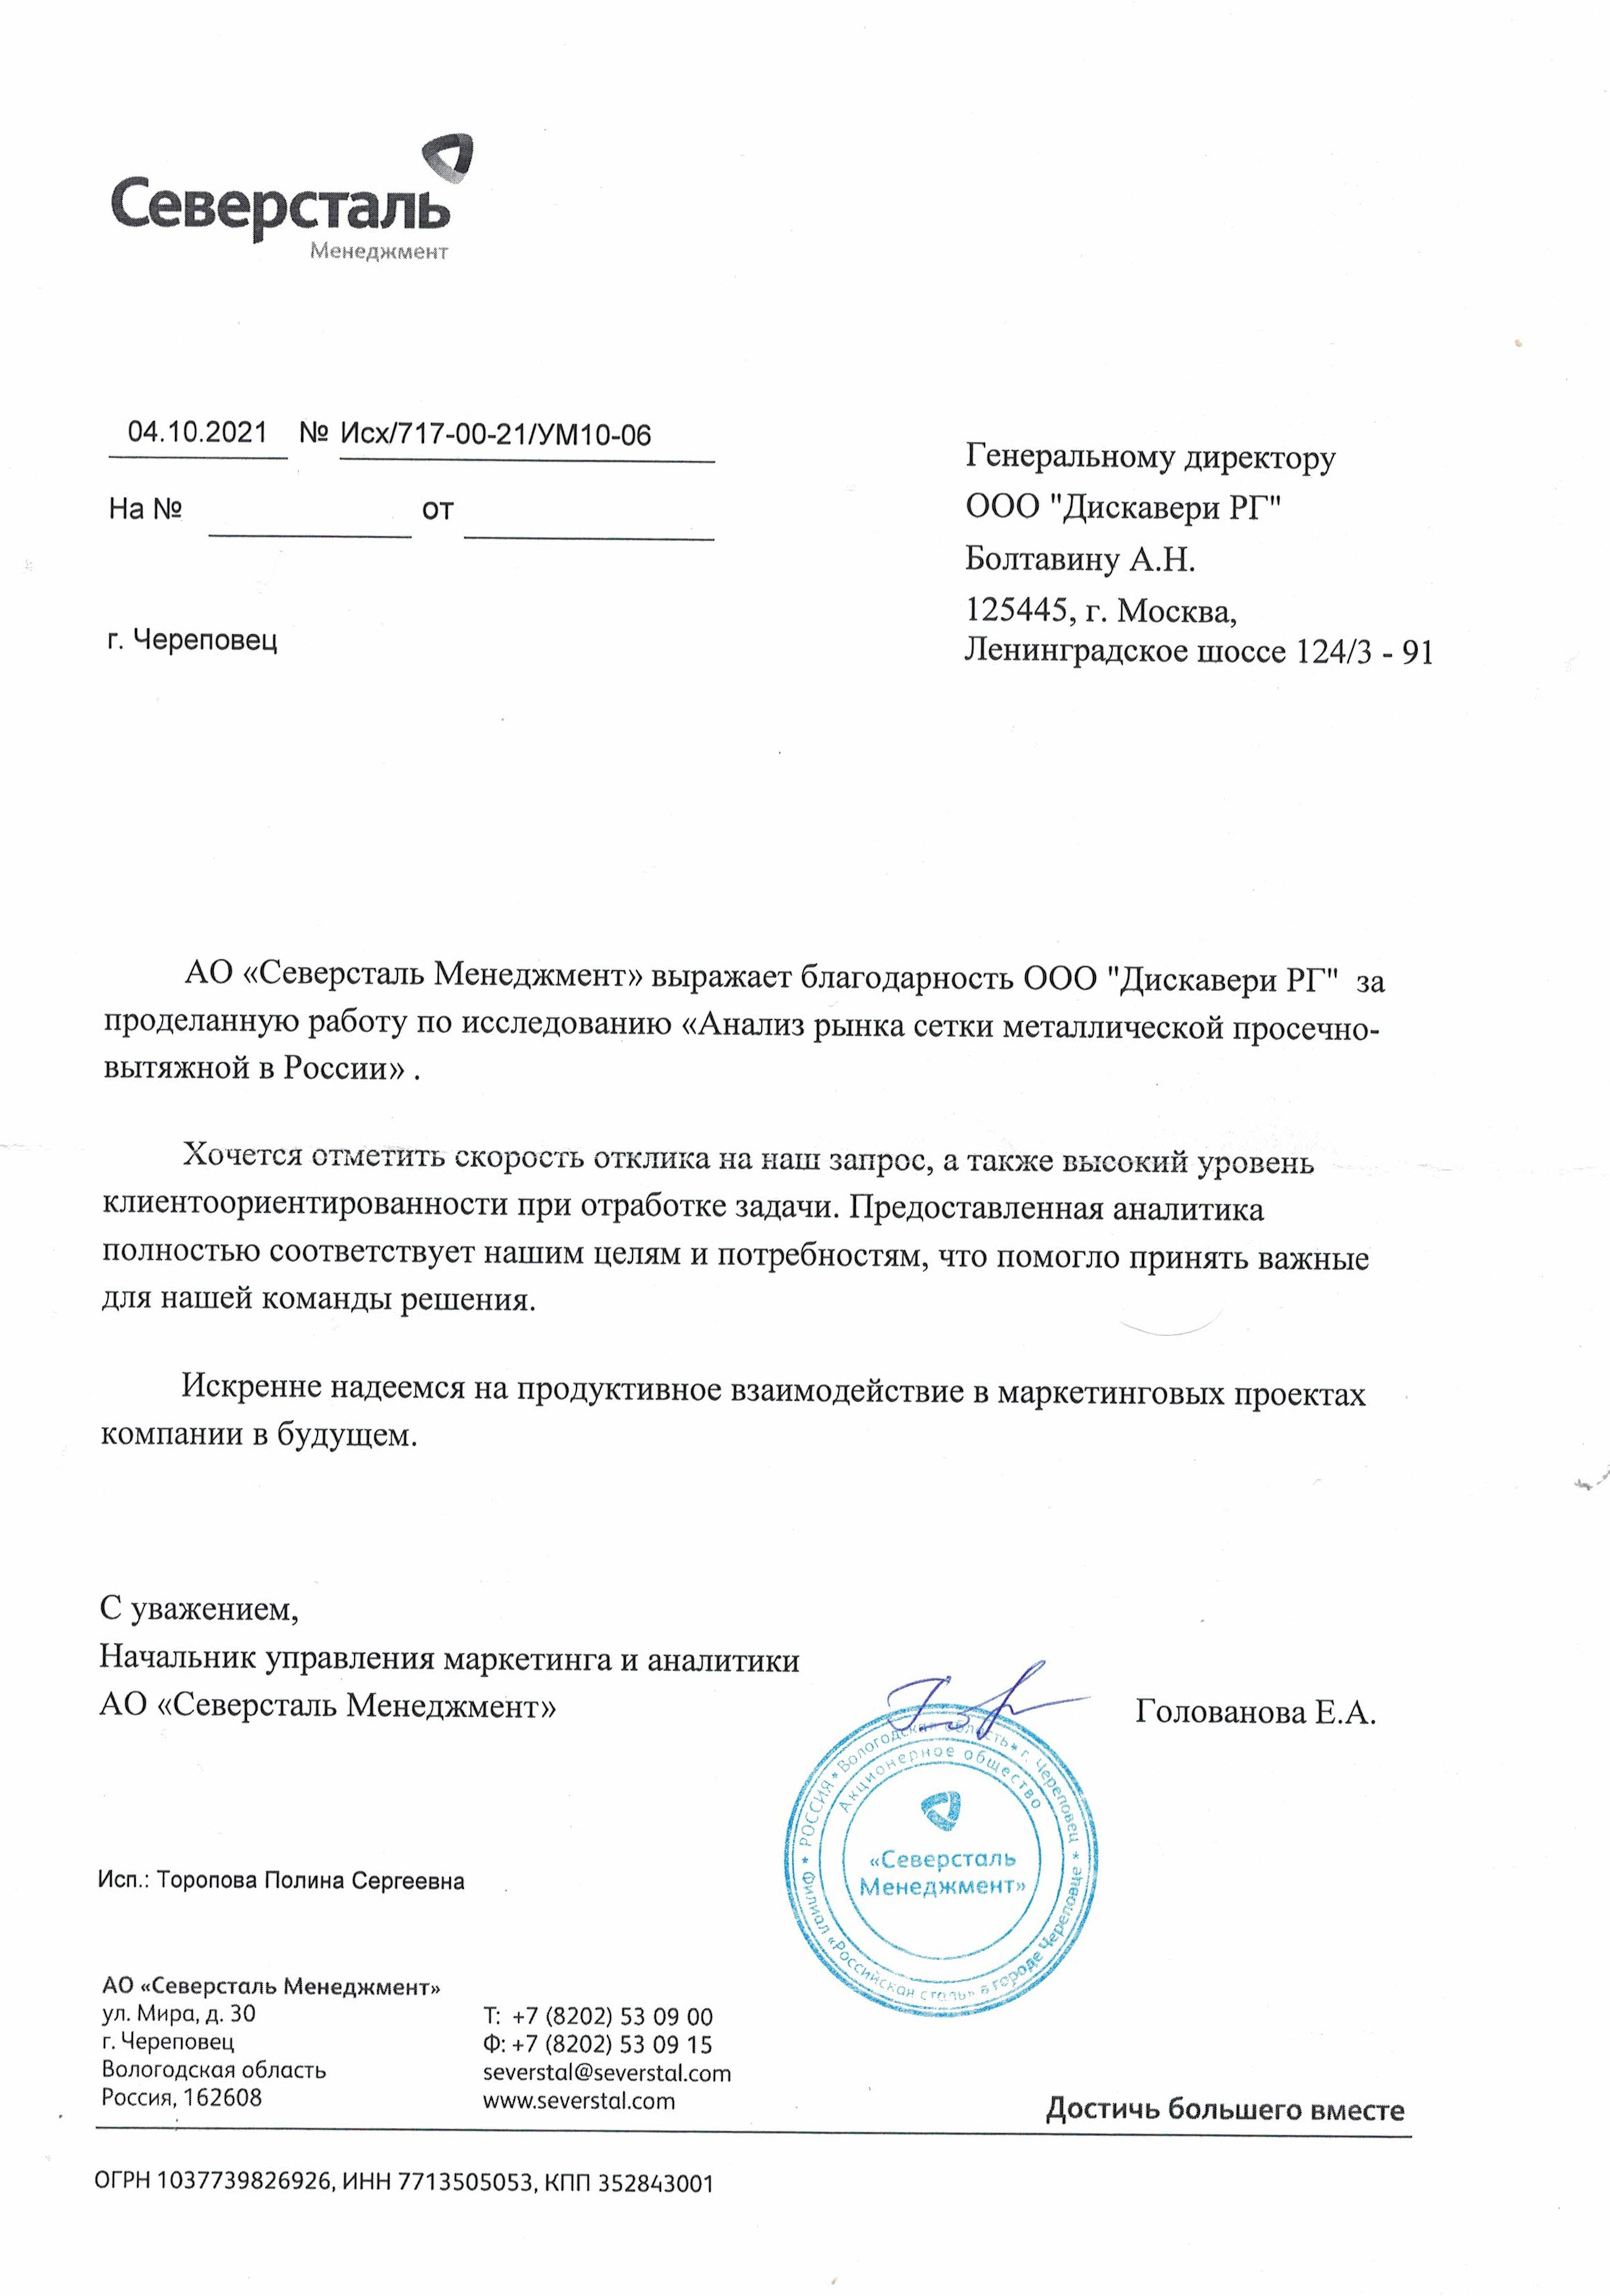 Северсталь
Менеджмент
04.10.2021 № Исх/717-00-21/УМ10-06
На № от
г. Череповец
Генеральному директору
ООО "Дискавери РГ"
Болтавину А.Н.
125445, г. Москва,
Ленинградское шоссе 124/3 - 91
АО «Северсталь Менеджмент» выражает благодарность ООО "Дискавери РГ" за
проделанную работу по исследованию «Анализ рынка сетки металлической просечно-
вытяжной в России» .
Хочется отметить скорость отклика на наш запрос, а также высокий уровень
клиентоориентированности при отработке задачи. Предоставленная аналитика
полностью соответствует нашим целям и потребностям, что помогло принять важные
для нашей команды решения.
Искренне надеемся на продуктивное взаимодействие в маркетинговых проектах
компании в будущем.
С уважением,
Начальник управления маркетинга и аналитики
АО «Северсталь Менеджмент»
Голованова Е.А.
РОССИЯ * Вологодская область * г. Череповец *
Филиал «Российская сталь» в городе Череповце *
Акционерное общество
«Северсталь
Менеджмент»
Исп.: Торопова Полина Сергеевна
АО «Северсталь Менеджмент»
ул. Мира, д. 30
г. Череповец
Вологодская область
Россия, 162608
Т: +7 (8202) 53 09 00
Ф: +7 (8202) 53 09 15
severstal@severstal.com
www.severstal.com
Достичь большего вместе
ОГРН 1037739826926, ИНН 7713505053, КПП 352843001